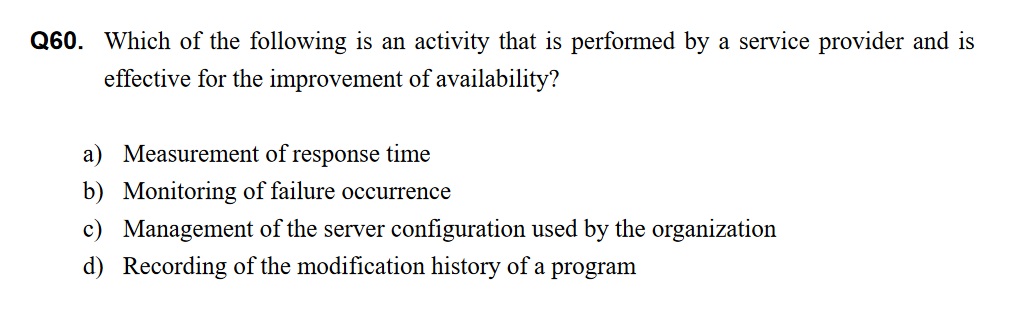 Q60. Which of the following is an activity that is performed by a service provider and is
effective for the improvement of availability?
a) Measurement of response time
b) Monitoring of failure occurrence
c) Management of the server configuration used by the organization
d) Recording of the modification history of a program